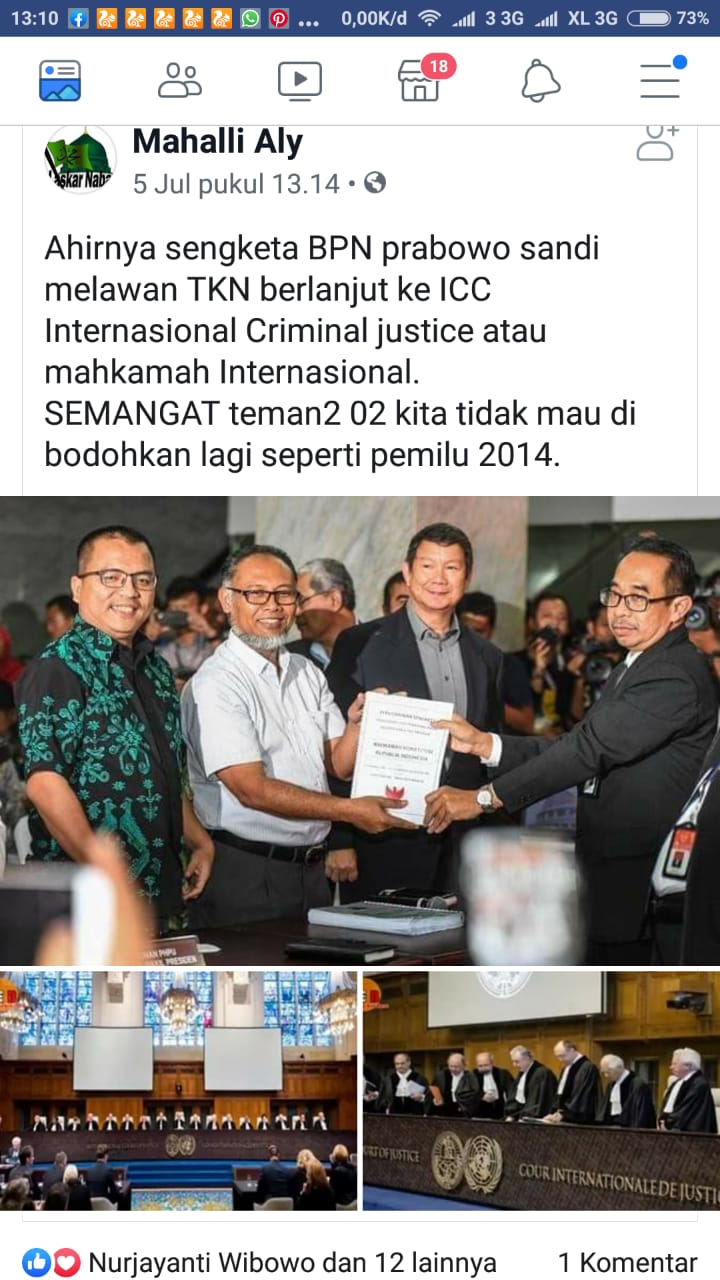 13:10 ... 0,00K/d 3 3G XL 3G 73%
18
Mahalli Aly
5 Jul pukul 13.14 •
Ahirnya sengketa BPN prabowo sandi
melawan TKN berlanjut ke ICC
Internasional Criminal justice atau
mahkamah Internasional.
SEMANGAT teman2 02 kita tidak mau di
bodohkan lagi seperti pemilu 2014.
MAHKAMAH KONSTITUSI
REPUBLIK INDONESIA
PRESIDEN
COURT OF JUSTICE
COUR INTERNATIONALE DE JUSTI
Nurjayanti Wibowo dan 12 lainnya
1 Komentar